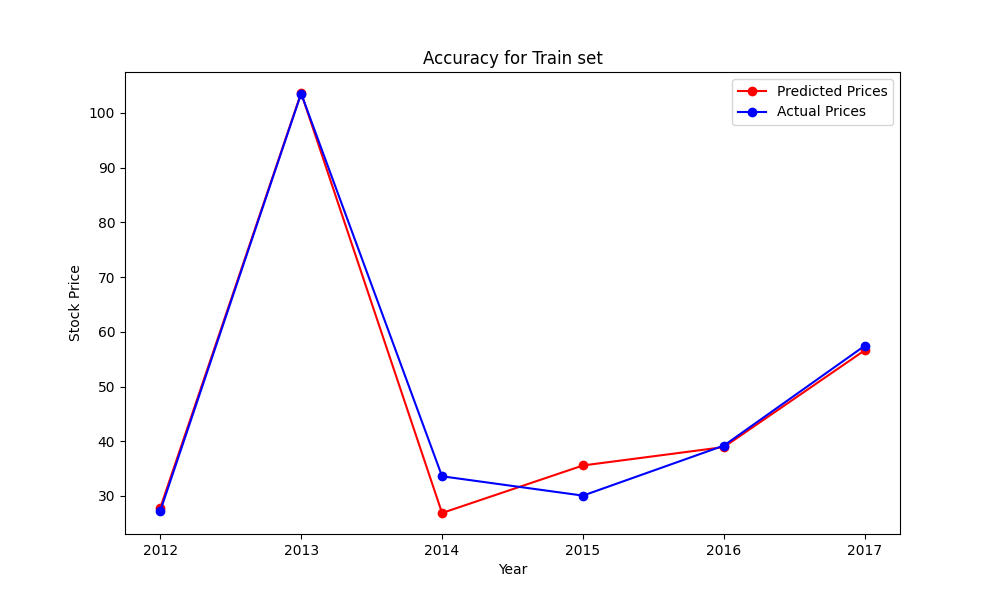 Accuracy for Train set
Predicted Prices
Actual Prices
100
90
80
70
60
50
40
30
Stock Price
2012 2013 2014 2015 2016 2017
Year